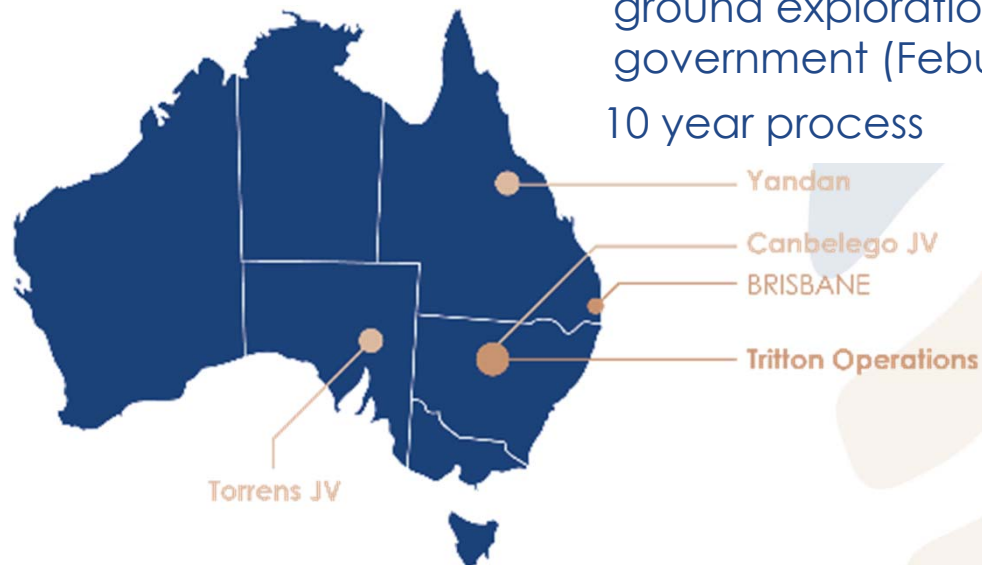 ground exploratio
government (Febu
10 year process
Yandan
Canbelego JV
BRISBANE
Tritton Operations
Torrens JV